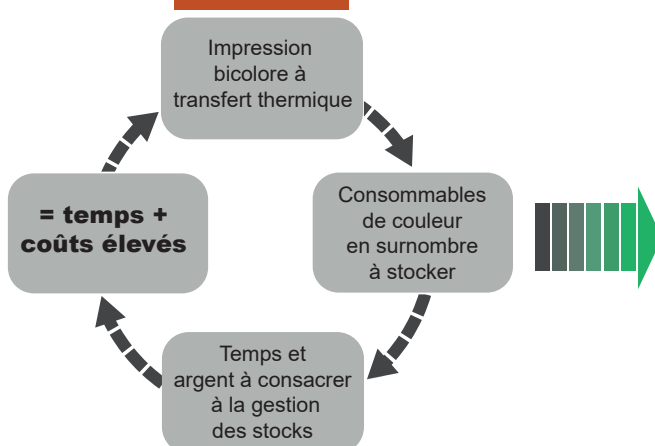 Impression
bicolore à
transfert thermique
Consommables
de couleur
en surnombre
à stocker
Temps et
argent à consacrer
à la gestion
des stocks
= temps +
coûts élevés